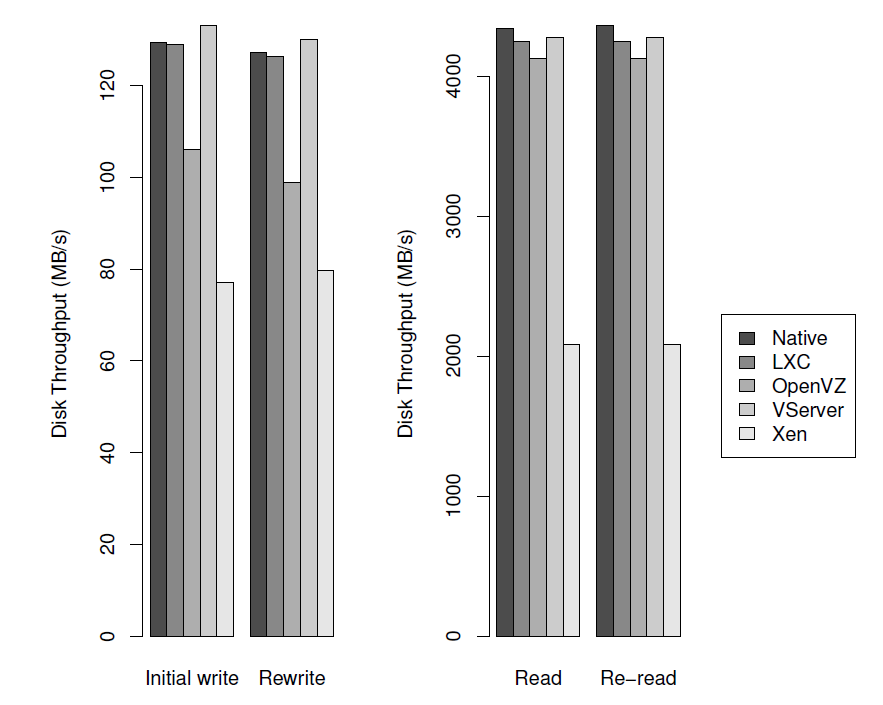 Disk Throughput (MB/s)
120
100
80
60
40
20
0
Initial write
Rewrite
Disk Throughput (MB/s)
4000
3000
2000
1000
0
Read
Re−read
Native
LXC
OpenVZ
VServer
Xen